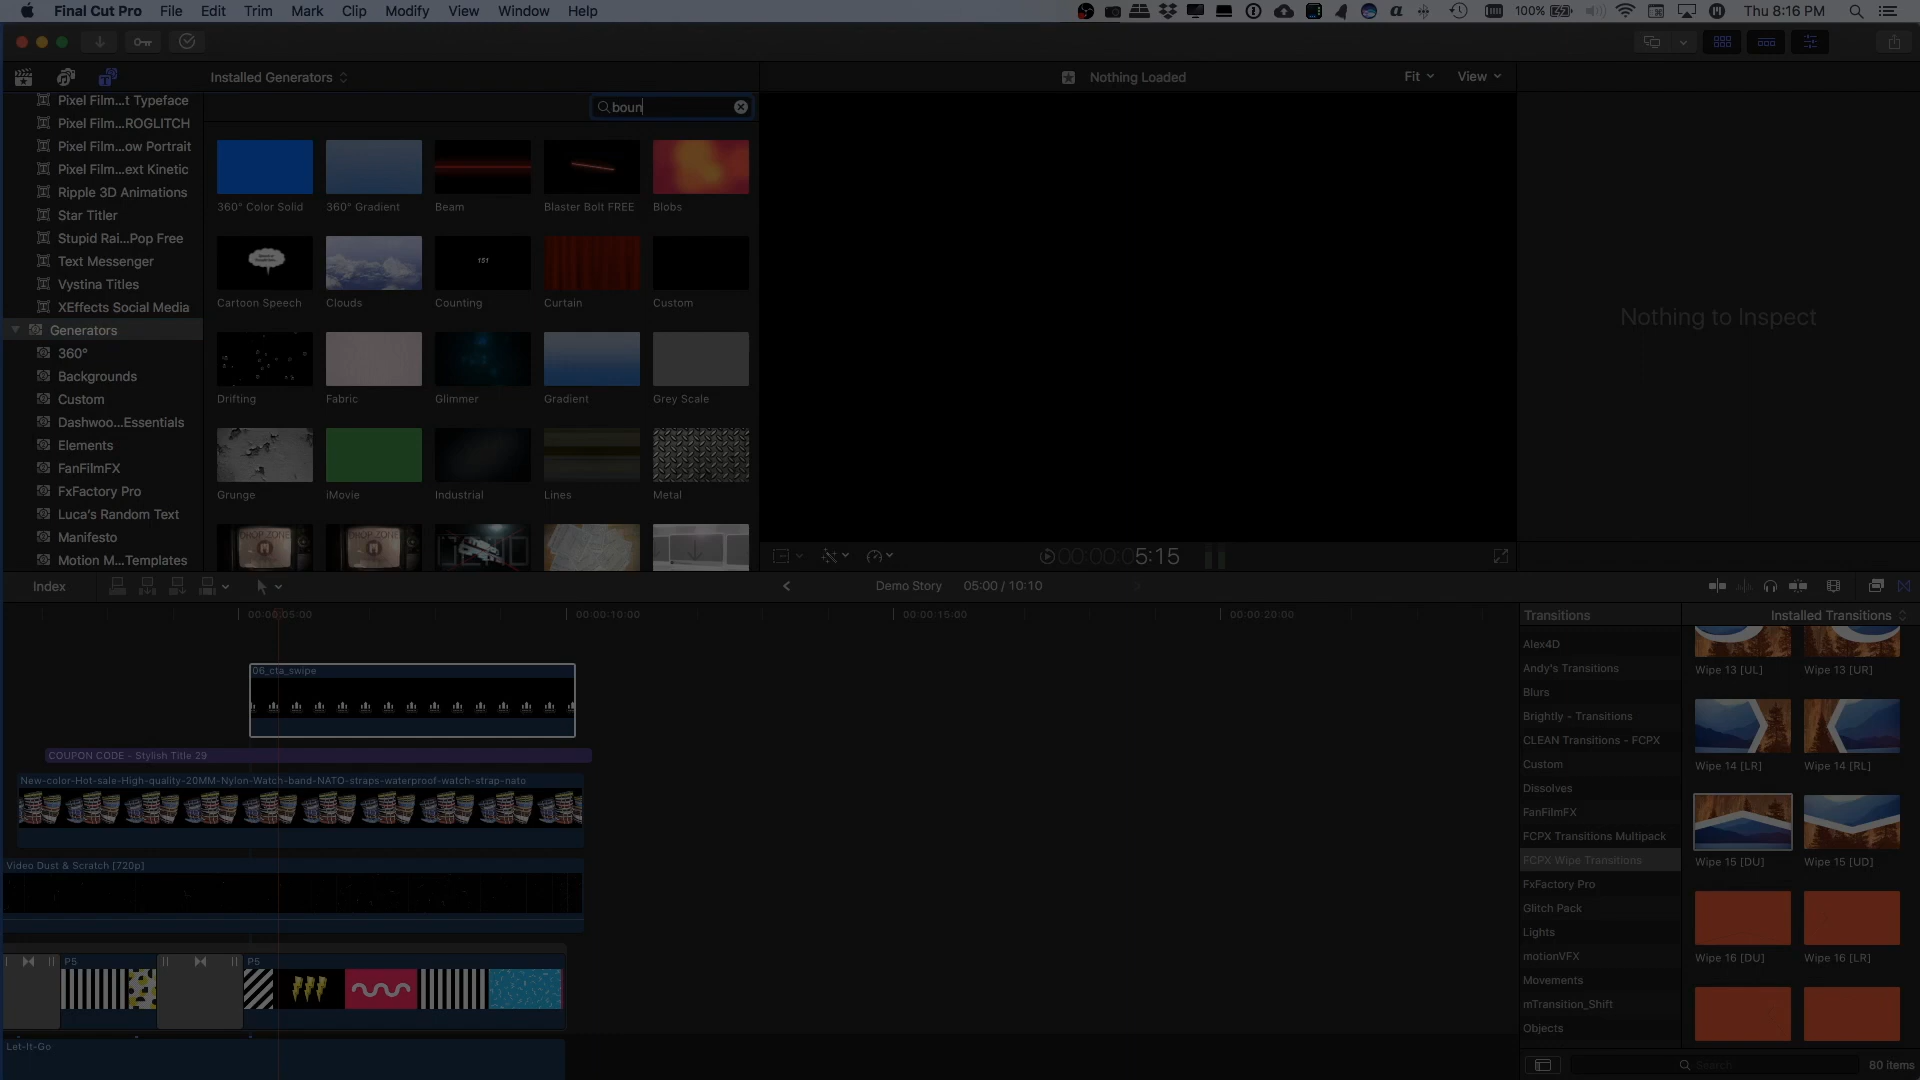 Final Cut Pro File Edit Trim Mark Clip Modify View Window Help
100% Thu 8:16 PM
Installed Generators
Nothing Loaded
Fit View
boun
Pixel Film...t Typeface
Pixel Film...ROGLITCH
Pixel Film...ow Portrait
Pixel Film...ext Kinetic
Ripple 3D Animations
Star Titler
Stupid Rai...Pop Free
Text Messenger
Vystina Titles
XEffects Social Media
Generators
360°
Backgrounds
Custom
Dashwoo...Essentials
Elements
FanFilmFX
FxFactory Pro
Luca's Random Text
Manifesto
Motion M...Templates
360° Color Solid 360° Gradient Beam Blaster Bolt FREE Blobs
151
Cartoon Speech Clouds Counting Curtain Custom
Drifting Fabric Glimmer Gradient Grey Scale
Grunge iMovie Industrial Lines Metal
DROP ZONE DROP ZONE
Nothing to Inspect
00:00:05:15
Index
Demo Story 05:00 / 10:10
00:00:05:00 00:00:10:00 00:00:15:00 00:00:20:00
06_cta_swipe
COUPON CODE - Stylish Title 29
New-color-Hot-sale-High-quality-20MM-Nylon-Watch-band-NATO-straps-waterproof-watch-strap-nato
Video Dust & Scratch [720p]
P5 P5
Let-It-Go
Transitions
Installed Transitions
Alex4D
Andy's Transitions
Blurs
Brightly - Transitions
CLEAN Transitions - FCPX
Custom
Dissolves
FanFilmFX
FCPX Transitions Multipack
FCPX Wipe Transitions
FxFactory Pro
Glitch Pack
Lights
motionVFX
Movements
mTransition_Shift
Objects
Wipe 13 [UL] Wipe 13 [UR]
Wipe 14 [LR] Wipe 14 [RL]
Wipe 15 [DU] Wipe 15 [UD]
Wipe 16 [DU] Wipe 16 [LR]
Search
80 items